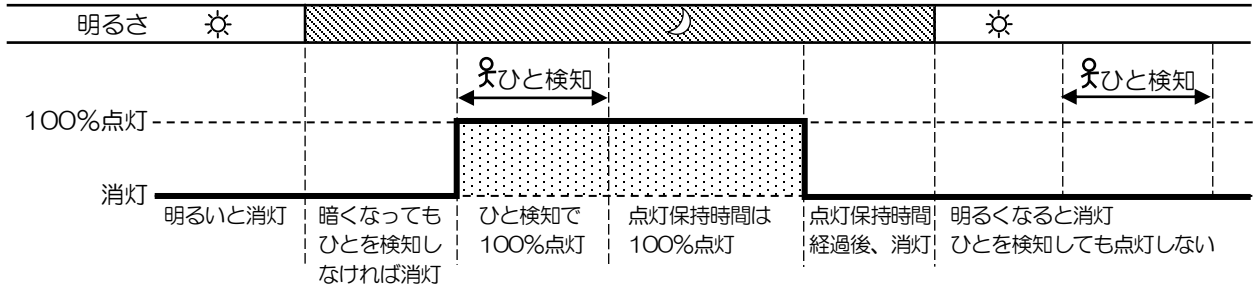 明るさ
ひと検知
ひと検知
100%点灯
消灯
明るいと消灯
暗くなっても
ひとを検知し
なければ消灯
ひと検知で
100%点灯
点灯保持時間は
100%点灯
点灯保持時間
経過後、消灯
明るくなると消灯
ひとを検知しても点灯しない